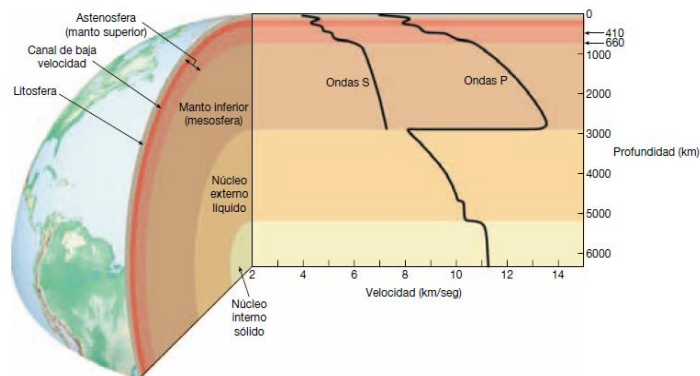 Astenosfera
(manto superior)
Canal de baja
velocidad
Litosfera
Manto inferior
(mesosfera)
Núcleo
externo
líquido
Núcleo
interno
sólido
Ondas S
Ondas P
0
410
660
1000
2000
3000
4000
5000
6000
Profundidad (km)
2 4 6 8 10 12 14
Velocidad (km/seg)